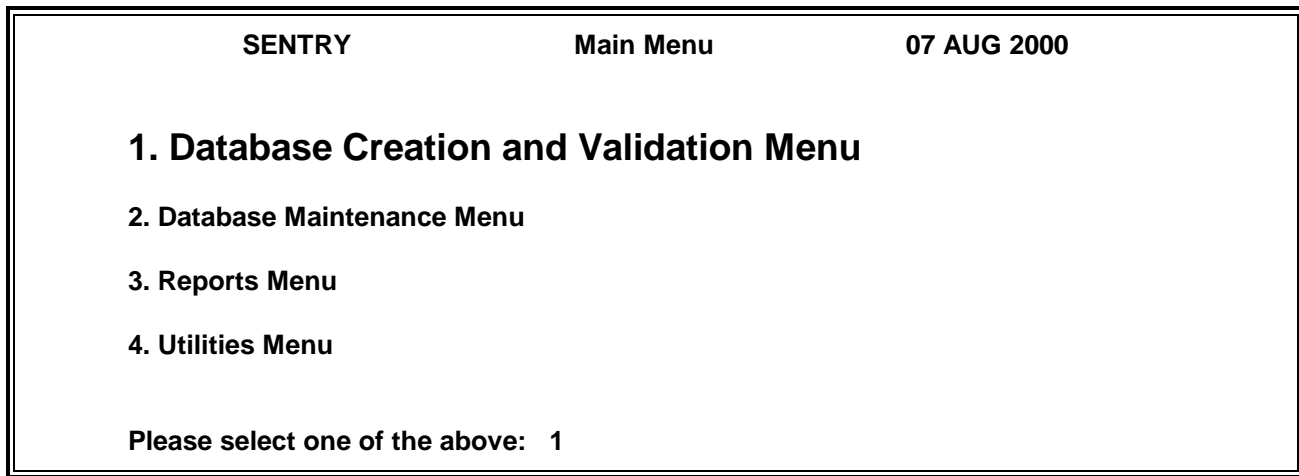 SENTRY Main Menu 07 AUG 2000
1. Database Creation and Validation Menu
2. Database Maintenance Menu
3. Reports Menu
4. Utilities Menu
Please select one of the above: 1